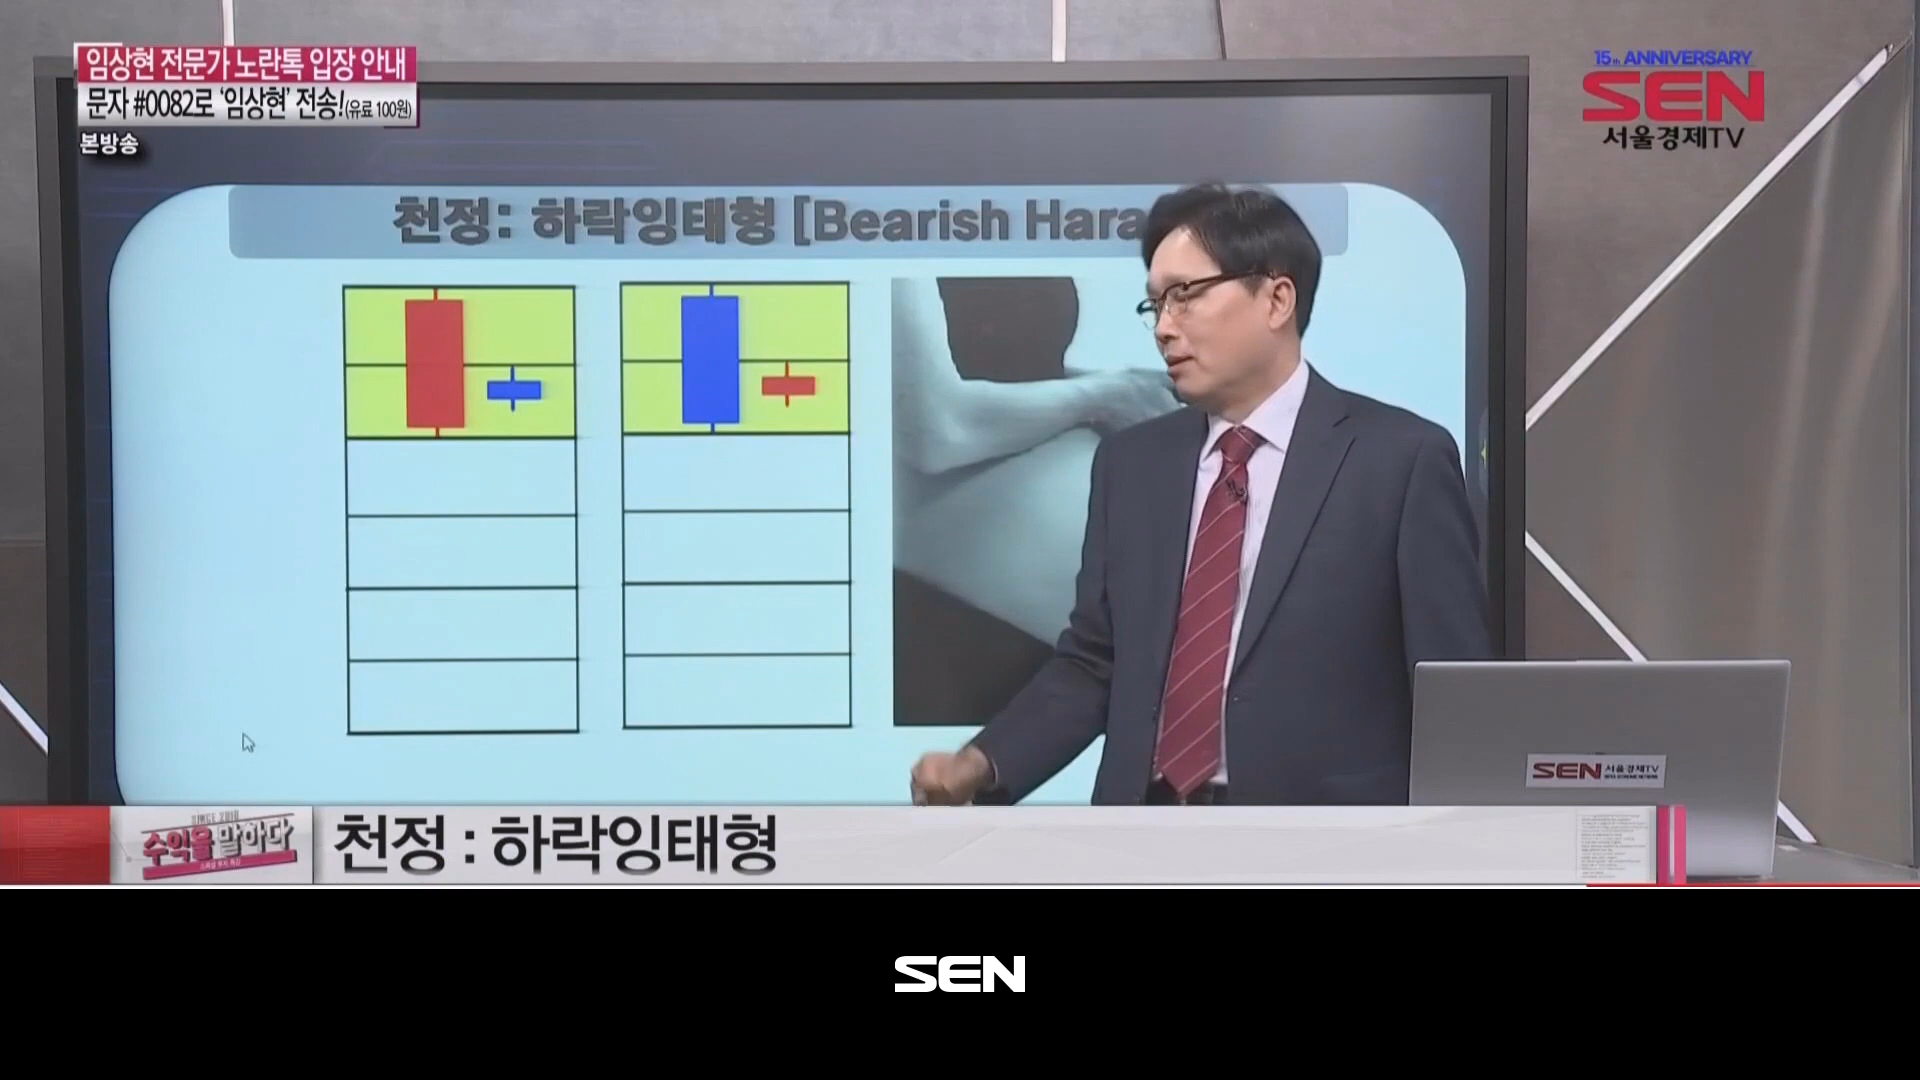 임상현 전문가 노란톡 입장 안내
문자 #0082로 '임상현' 전송!(유료 100원)
본방송
15th ANNIVERSARY
SEN
서울경제TV
천정: 하락잉태형 [Bearish Hara
SEN 서울경제TV
SINCE 2010
수익을 말하다
천정 : 하락잉태형
SEN